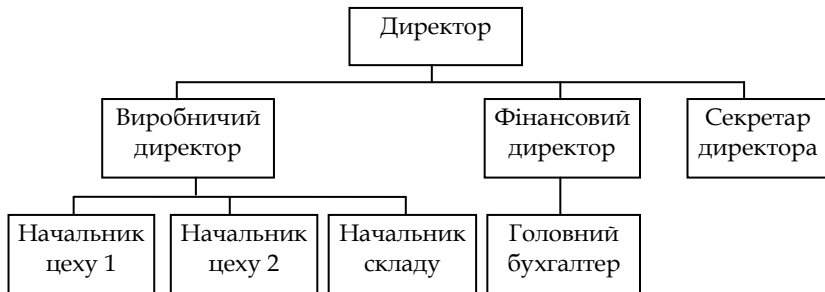 Директор
Виробничий
директор
Фінансовий
директор
Секретар
директора
Начальник
цеху 1
Начальник
цеху 2
Начальник
складу
Головний
бухгалтер